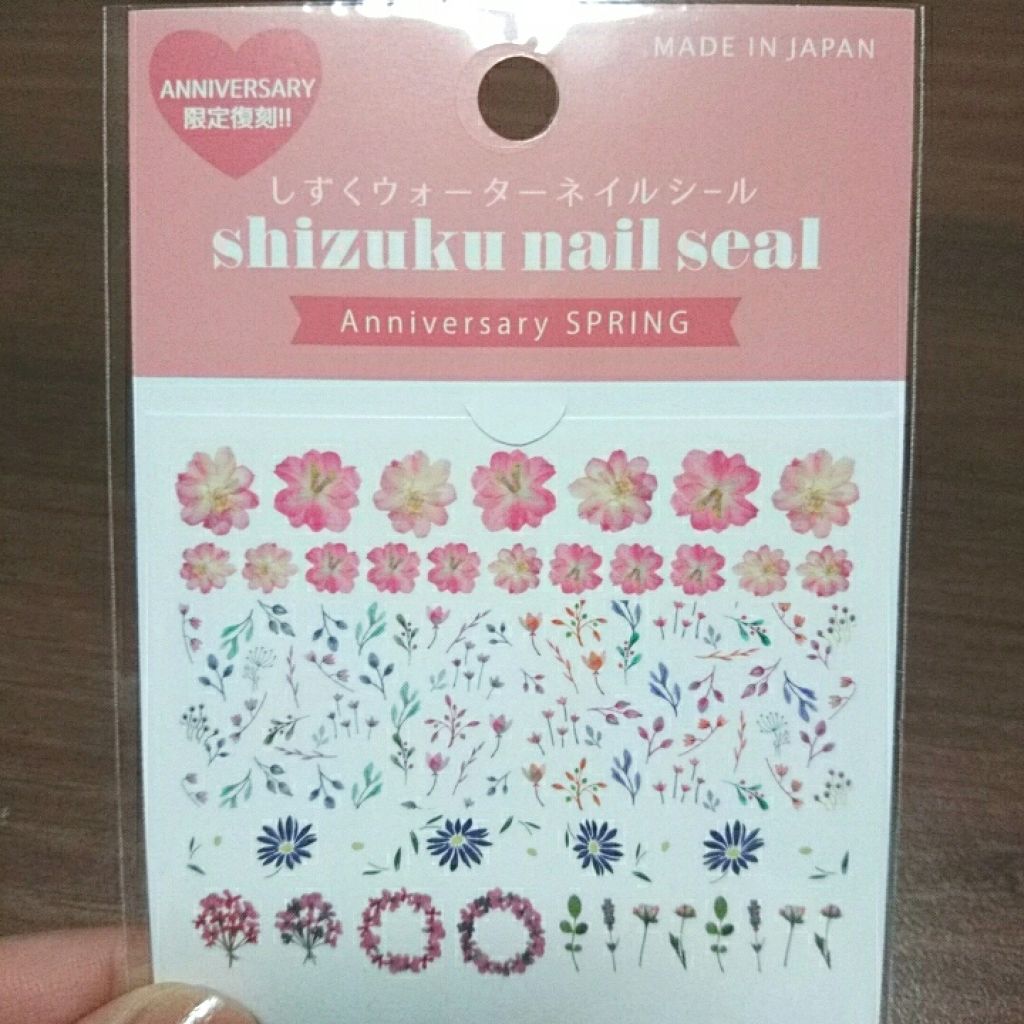 ANNIVERSARY
限定復刻!!
MADE IN JAPAN
しずくウォーターネイルシール
shizuku nail seal
Anniversary SPRING